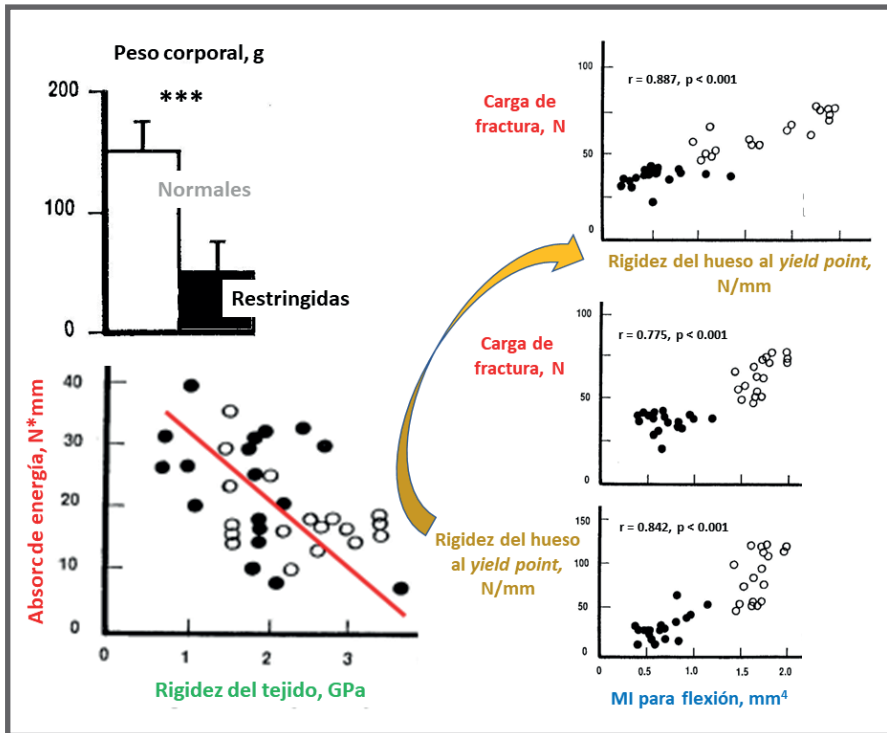 Peso corporal, g
200
***
Normales
100
Restringidas
0
Absorc de energía, N*mm
40
30
20
10
0
0 1 2 3
Rigidez del tejido, GPa
Carga de
fractura, N
100
50
0
r = 0.887, p < 0.001
Rigidez del hueso al yield point,
N/mm
Carga de
fractura, N
100
50
0
r = 0.775, p < 0.001
Rigidez del hueso
al yield point,
N/mm
150
100
50
0
r = 0.842, p < 0.001
0 0.5 1.0 1.5 2.0
MI para flexión, mm⁴